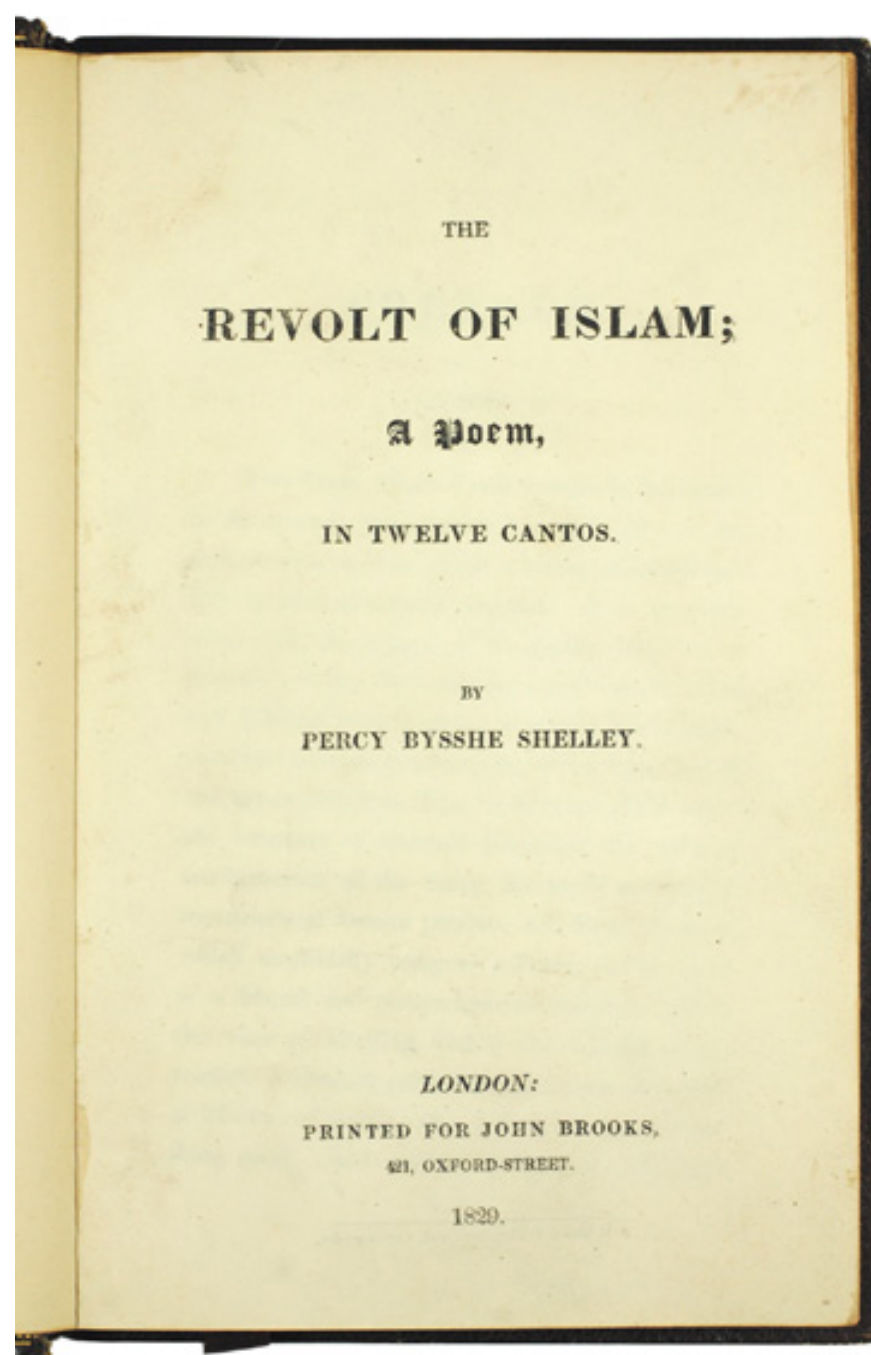 THE
REVOLT OF ISLAM;
A Poem,
IN TWELVE CANTOS.
BY
PERCY BYSSHE SHELLEY.
LONDON:
PRINTED FOR JOHN BROOKS,
421, OXFORD-STREET.
1829.